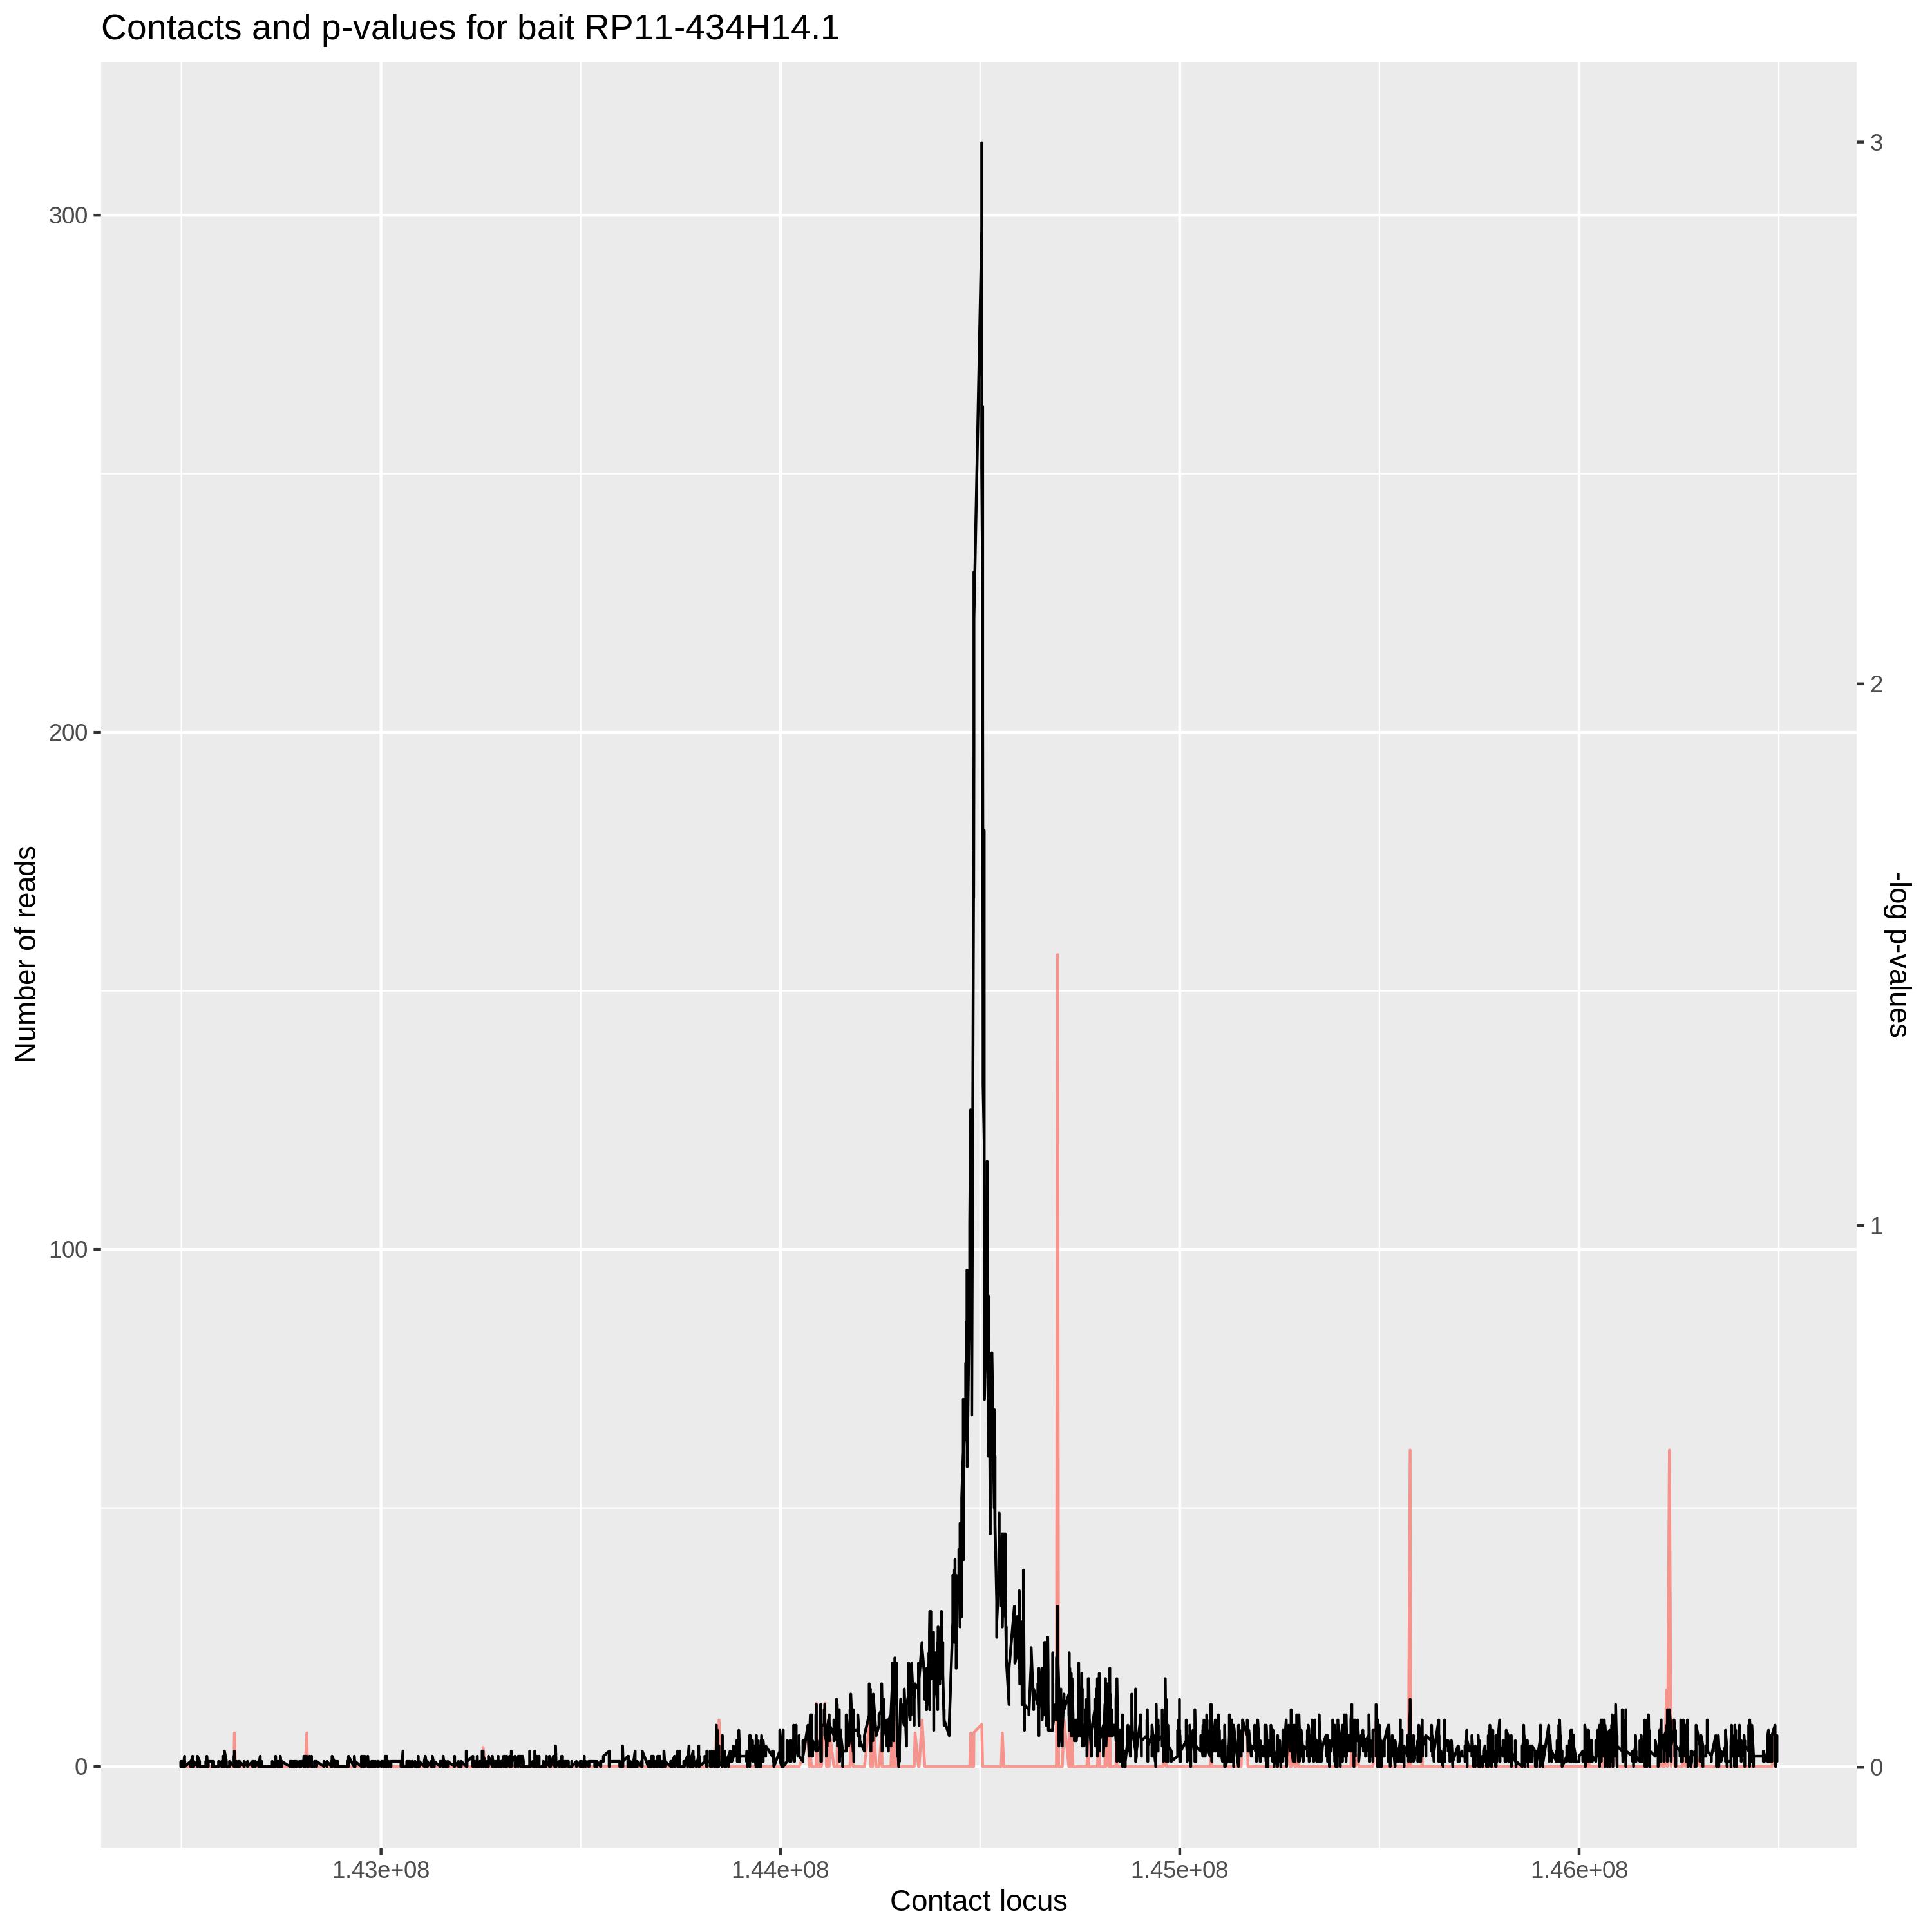 Contacts and p-values for bait RP11-434H14.1
300
200
100
0
Number of reads
3
2
1
0
-log p-values
1.43e+08
1.44e+08
1.45e+08
1.46e+08
Contact locus